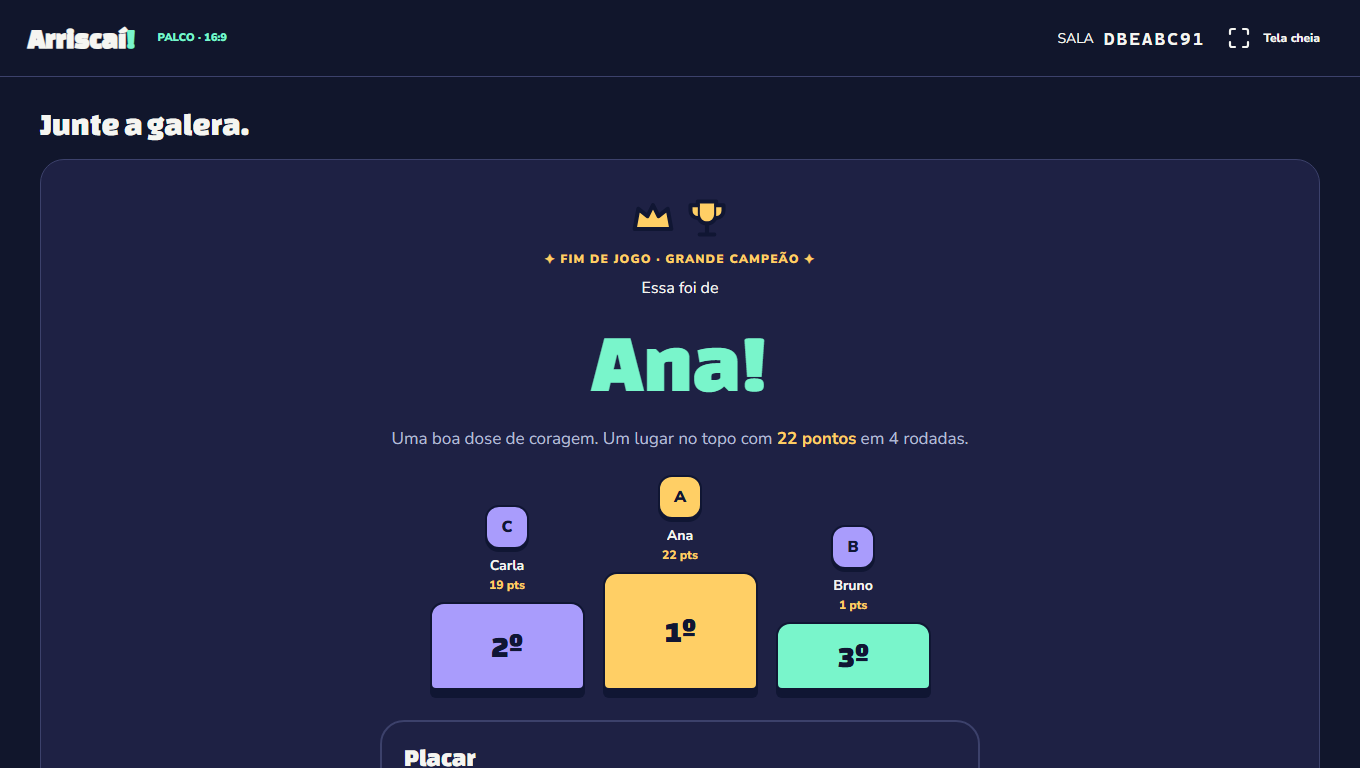 Arriscaí!
PALCO · 16:9
SALA DBEABC91
Tela cheia
Junte a galera.
✦ FIM DE JOGO · GRANDE CAMPEÃO ✦
Essa foi de
Ana!
Uma boa dose de coragem. Um lugar no topo com 22 pontos em 4 rodadas.
C
Carla
19 pts
2º
A
Ana
22 pts
1º
B
Bruno
1 pts
3º
Placar